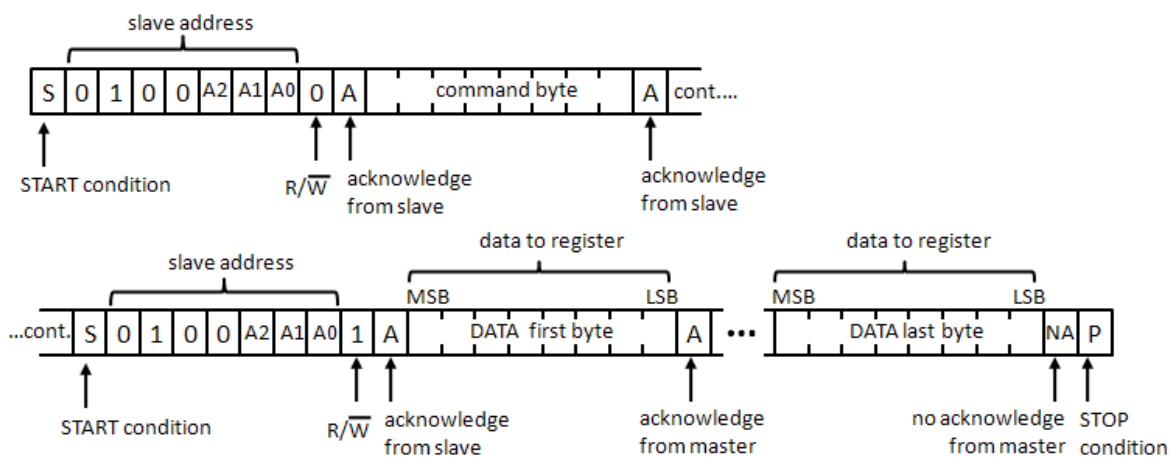 slave address
S 0 1 0 0 A2 A1 A0 0 A command byte A cont....
START condition
R/W̅
acknowledge
from slave
acknowledge
from slave
data to register
data to register
slave address
MSB LSB MSB LSB
...cont. S 0 1 0 0 A2 A1 A0 1 A DATA first byte A ••• DATA last byte NA P
START condition
R/W̅
acknowledge
from slave
acknowledge
from master
no acknowledge
from master
STOP
condition